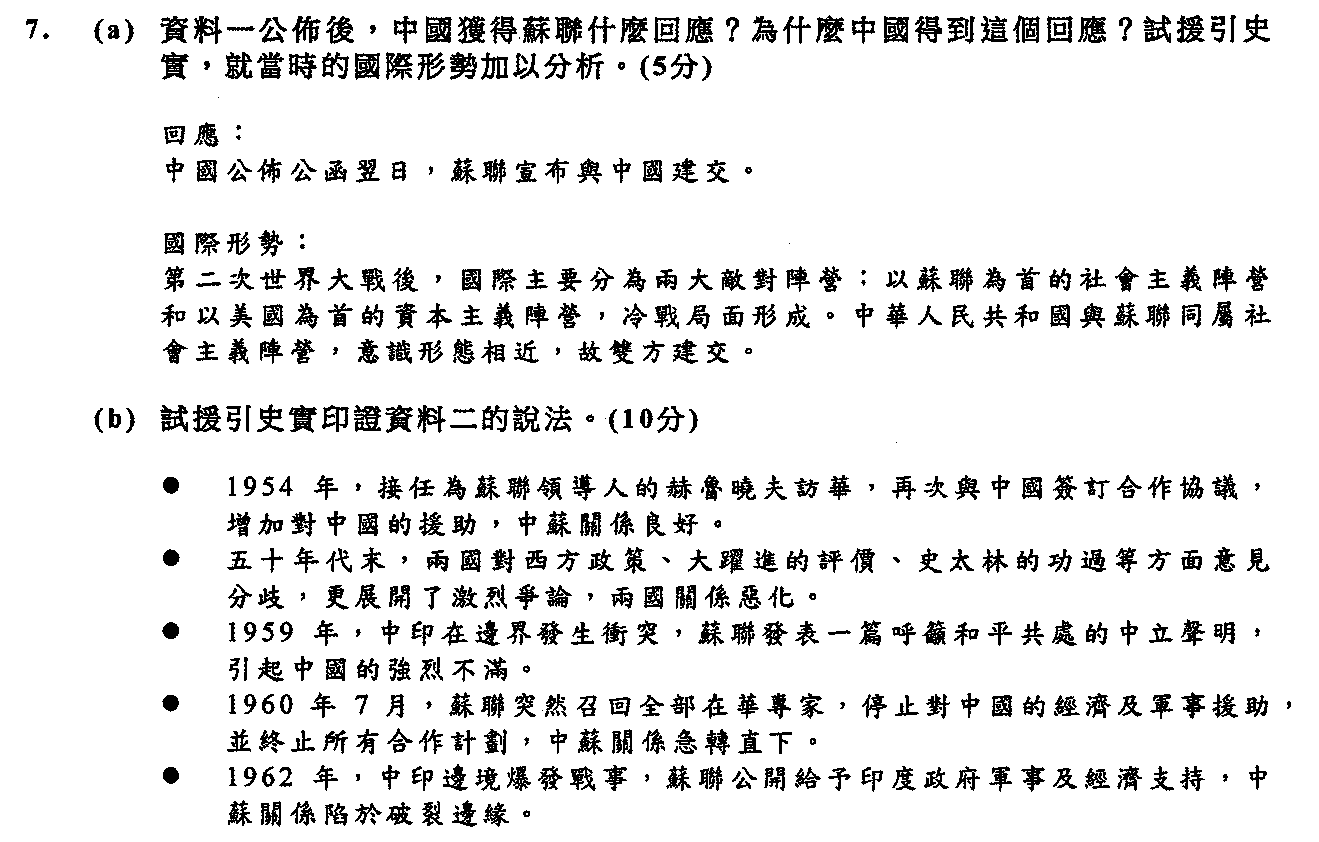 7. (a) 資料一公佈後,中國獲得蘇聯什麼回應?為什麼中國得到這個回應?試援引史
實,就當時的國際形勢加以分析。(5分)
回應:
中國公佈公函翌日,蘇聯宣布與中國建交。
國際形勢:
第二次世界大戰後,國際主要分為兩大敵對陣營;以蘇聯為首的社會主義陣營
和以美國為首的資本主義陣營,冷戰局面形成。中華人民共和國與蘇聯同屬社
會主義陣營,意識形態相近,故雙方建交。
(b) 試援引史實印證資料二的說法。(10分)
● 1954 年,接任為蘇聯領導人的赫魯曉夫訪華,再次與中國簽訂合作協議,
增加對中國的援助,中蘇關係良好。
● 五十年代末,兩國對西方政策、大躍進的評價、史太林的功過等方面意見
分歧,更展開了激烈爭論,兩國關係惡化。
● 1959 年,中印在邊界發生衝突,蘇聯發表一篇呼籲和平共處的中立聲明,
引起中國的強烈不滿。
● 1960 年 7 月,蘇聯突然召回全部在華專家,停止對中國的經濟及軍事援助,
並終止所有合作計劃,中蘇關係急轉直下。
● 1962 年,中印邊境爆發戰事,蘇聯公開給予印度政府軍事及經濟支持,中
蘇關係陷於破裂邊緣。